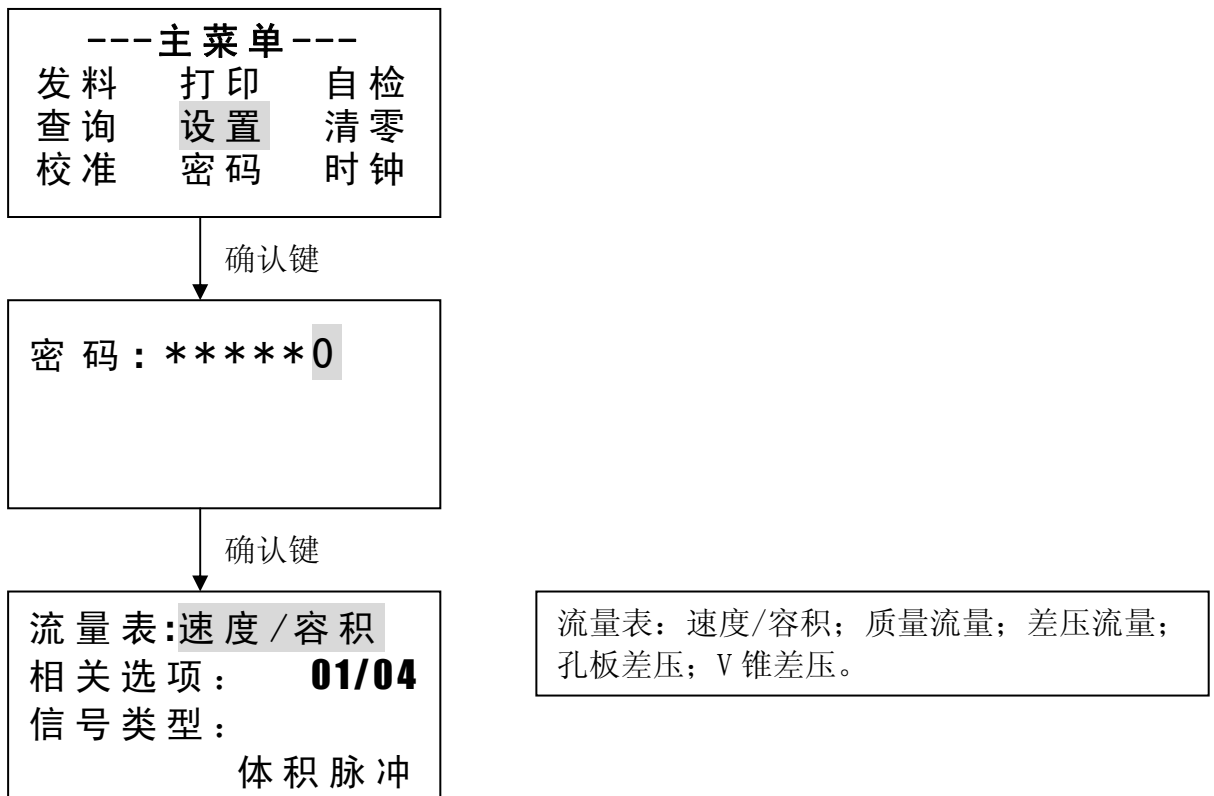 ---主菜单---
发料 打印 自检
查询 设置 清零
校准 密码 时钟
确认键
密码:*****0
确认键
流量表:速度/容积
相关选项: 01/04
信号类型:
体积脉冲
流量表：速度/容积；质量流量；差压流量；
孔板差压；V锥差压。